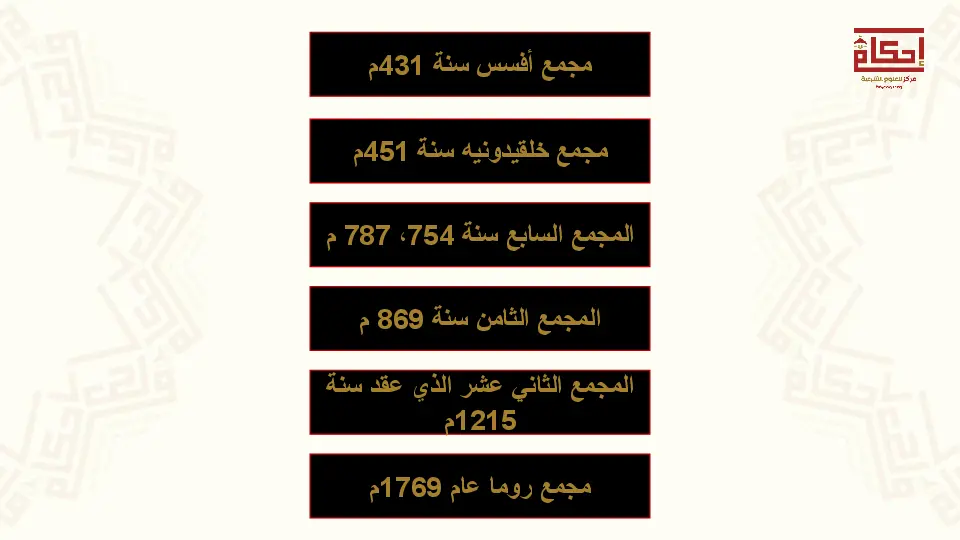 إحكام
مركز للعلوم الشرعية
مجمع أفسس سنة 431م
مجمع خلقيدونيه سنة 451م
المجمع السابع سنة 754، 787 م
المجمع الثامن سنة 869 م
المجمع الثاني عشر الذي عقد سنة
1215م
مجمع روما عام 1769م